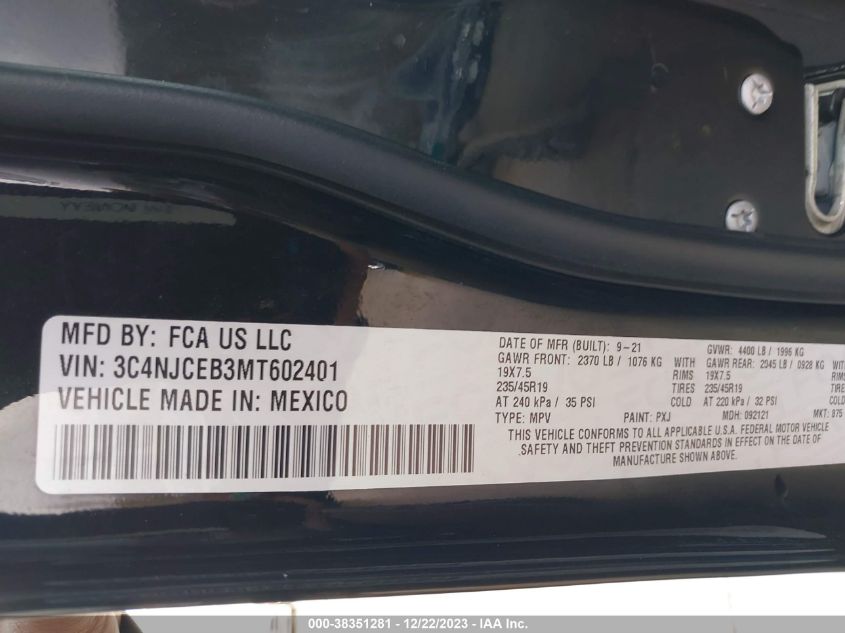 MFD BY: FCA US LLC
VIN: 3C4NJCEB3MT602401
VEHICLE MADE IN: MEXICO
DATE OF MFR (BUILT): 9-21 GVWR: 4400 LB / 1996 KG
GAWR FRONT: 2370 LB / 1076 KG WITH GAWR REAR: 2045 LB / 0928 KG
19X7.5 RIMS 19X7.5 RIMS
235/45R19 TIRES 235/45R19
AT 240 kPa / 35 PSI COLD AT 220 kPa / 32 PSI
TYPE: MPV PAINT: PXJ MDH: 092121 MKT: 875
THIS VEHICLE CONFORMS TO ALL APPLICABLE U.S.A. FEDERAL MOTOR VEHICLE
SAFETY AND THEFT PREVENTION STANDARDS IN EFFECT ON THE DATE OF
MANUFACTURE SHOWN ABOVE.
000-38351281 - 12/22/2023 - IAA Inc.